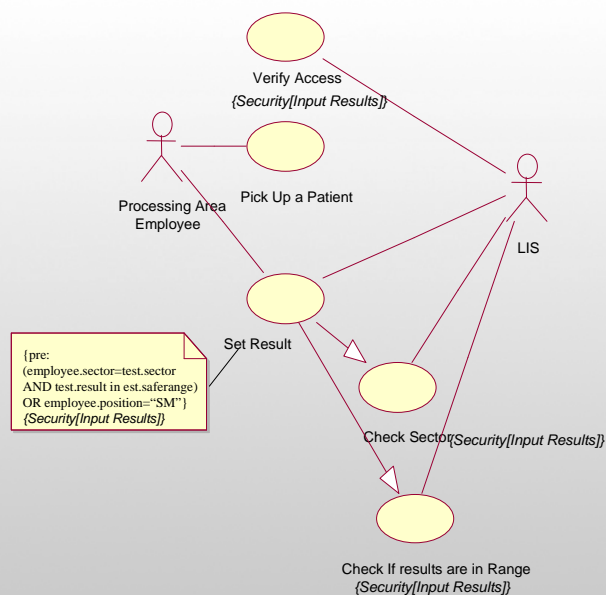 Verify Access
{Security[Input Results]}
Processing Area
Employee
Pick Up a Patient
LIS
Set Result
{pre:
(employee.sector=test.sector
AND test.result in est.saferange)
OR employee.position=“SM”}
{Security[Input Results]}
Check Sector
{Security[Input Results]}
Check If results are in Range
{Security[Input Results]}